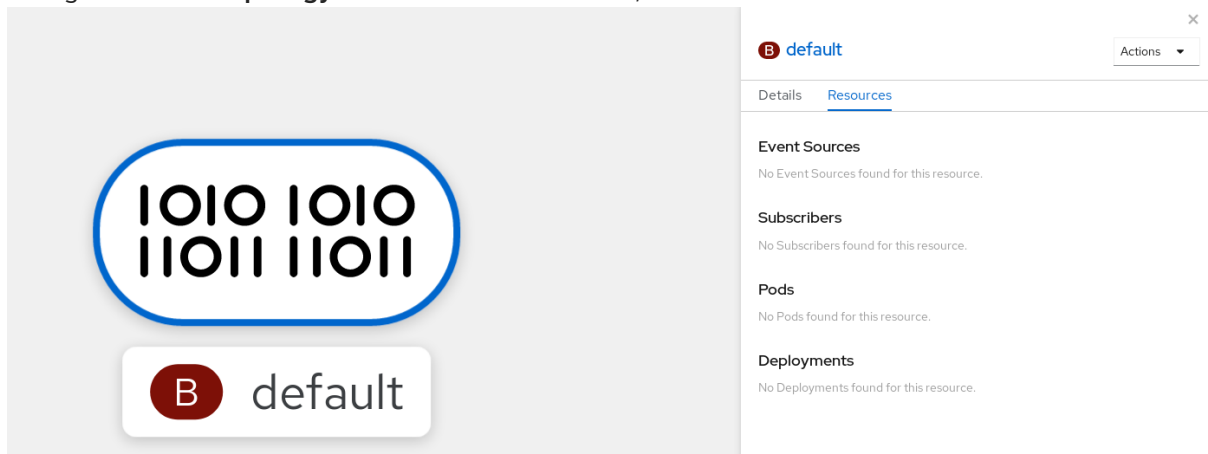 1010 1010
11011 11011
B default
B default
Actions
Details Resources
Event Sources
No Event Sources found for this resource.
Subscribers
No Subscribers found for this resource.
Pods
No Pods found for this resource.
Deployments
No Deployments found for this resource.